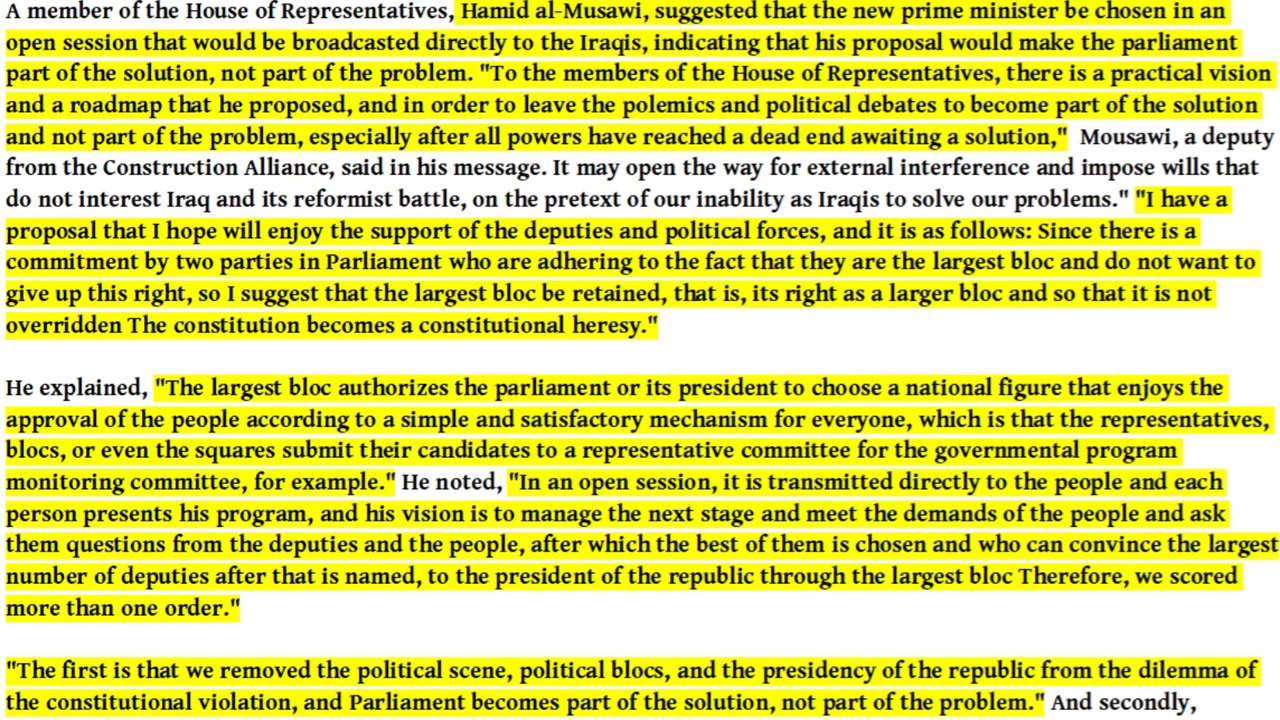 A member of the House of Representatives, Hamid al-Musawi, suggested that the new prime minister be chosen in an
open session that would be broadcasted directly to the Iraqis, indicating that his proposal would make the parliament
part of the solution, not part of the problem. "To the members of the House of Representatives, there is a practical vision
and a roadmap that he proposed, and in order to leave the polemics and political debates to become part of the solution
and not part of the problem, especially after all powers have reached a dead end awaiting a solution," Mousawi, a deputy
from the Construction Alliance, said in his message. It may open the way for external interference and impose wills that
do not interest Iraq and its reformist battle, on the pretext of our inability as Iraqis to solve our problems." "I have a
proposal that I hope will enjoy the support of the deputies and political forces, and it is as follows: Since there is a
commitment by two parties in Parliament who are adhering to the fact that they are the largest bloc and do not want to
give up this right, so I suggest that the largest bloc be retained, that is, its right as a larger bloc and so that it is not
overridden The constitution becomes a constitutional heresy."
He explained, "The largest bloc authorizes the parliament or its president to choose a national figure that enjoys the
approval of the people according to a simple and satisfactory mechanism for everyone, which is that the representatives,
blocs, or even the squares submit their candidates to a representative committee for the governmental program
monitoring committee, for example." He noted, "In an open session, it is transmitted directly to the people and each
person presents his program, and his vision is to manage the next stage and meet the demands of the people and ask
them questions from the deputies and the people, after which the best of them is chosen and who can convince the largest
number of deputies after that is named, to the president of the republic through the largest bloc Therefore, we scored
more than one order."
"The first is that we removed the political scene, political blocs, and the presidency of the republic from the dilemma of
the constitutional violation, and Parliament becomes part of the solution, not part of the problem." And secondly,